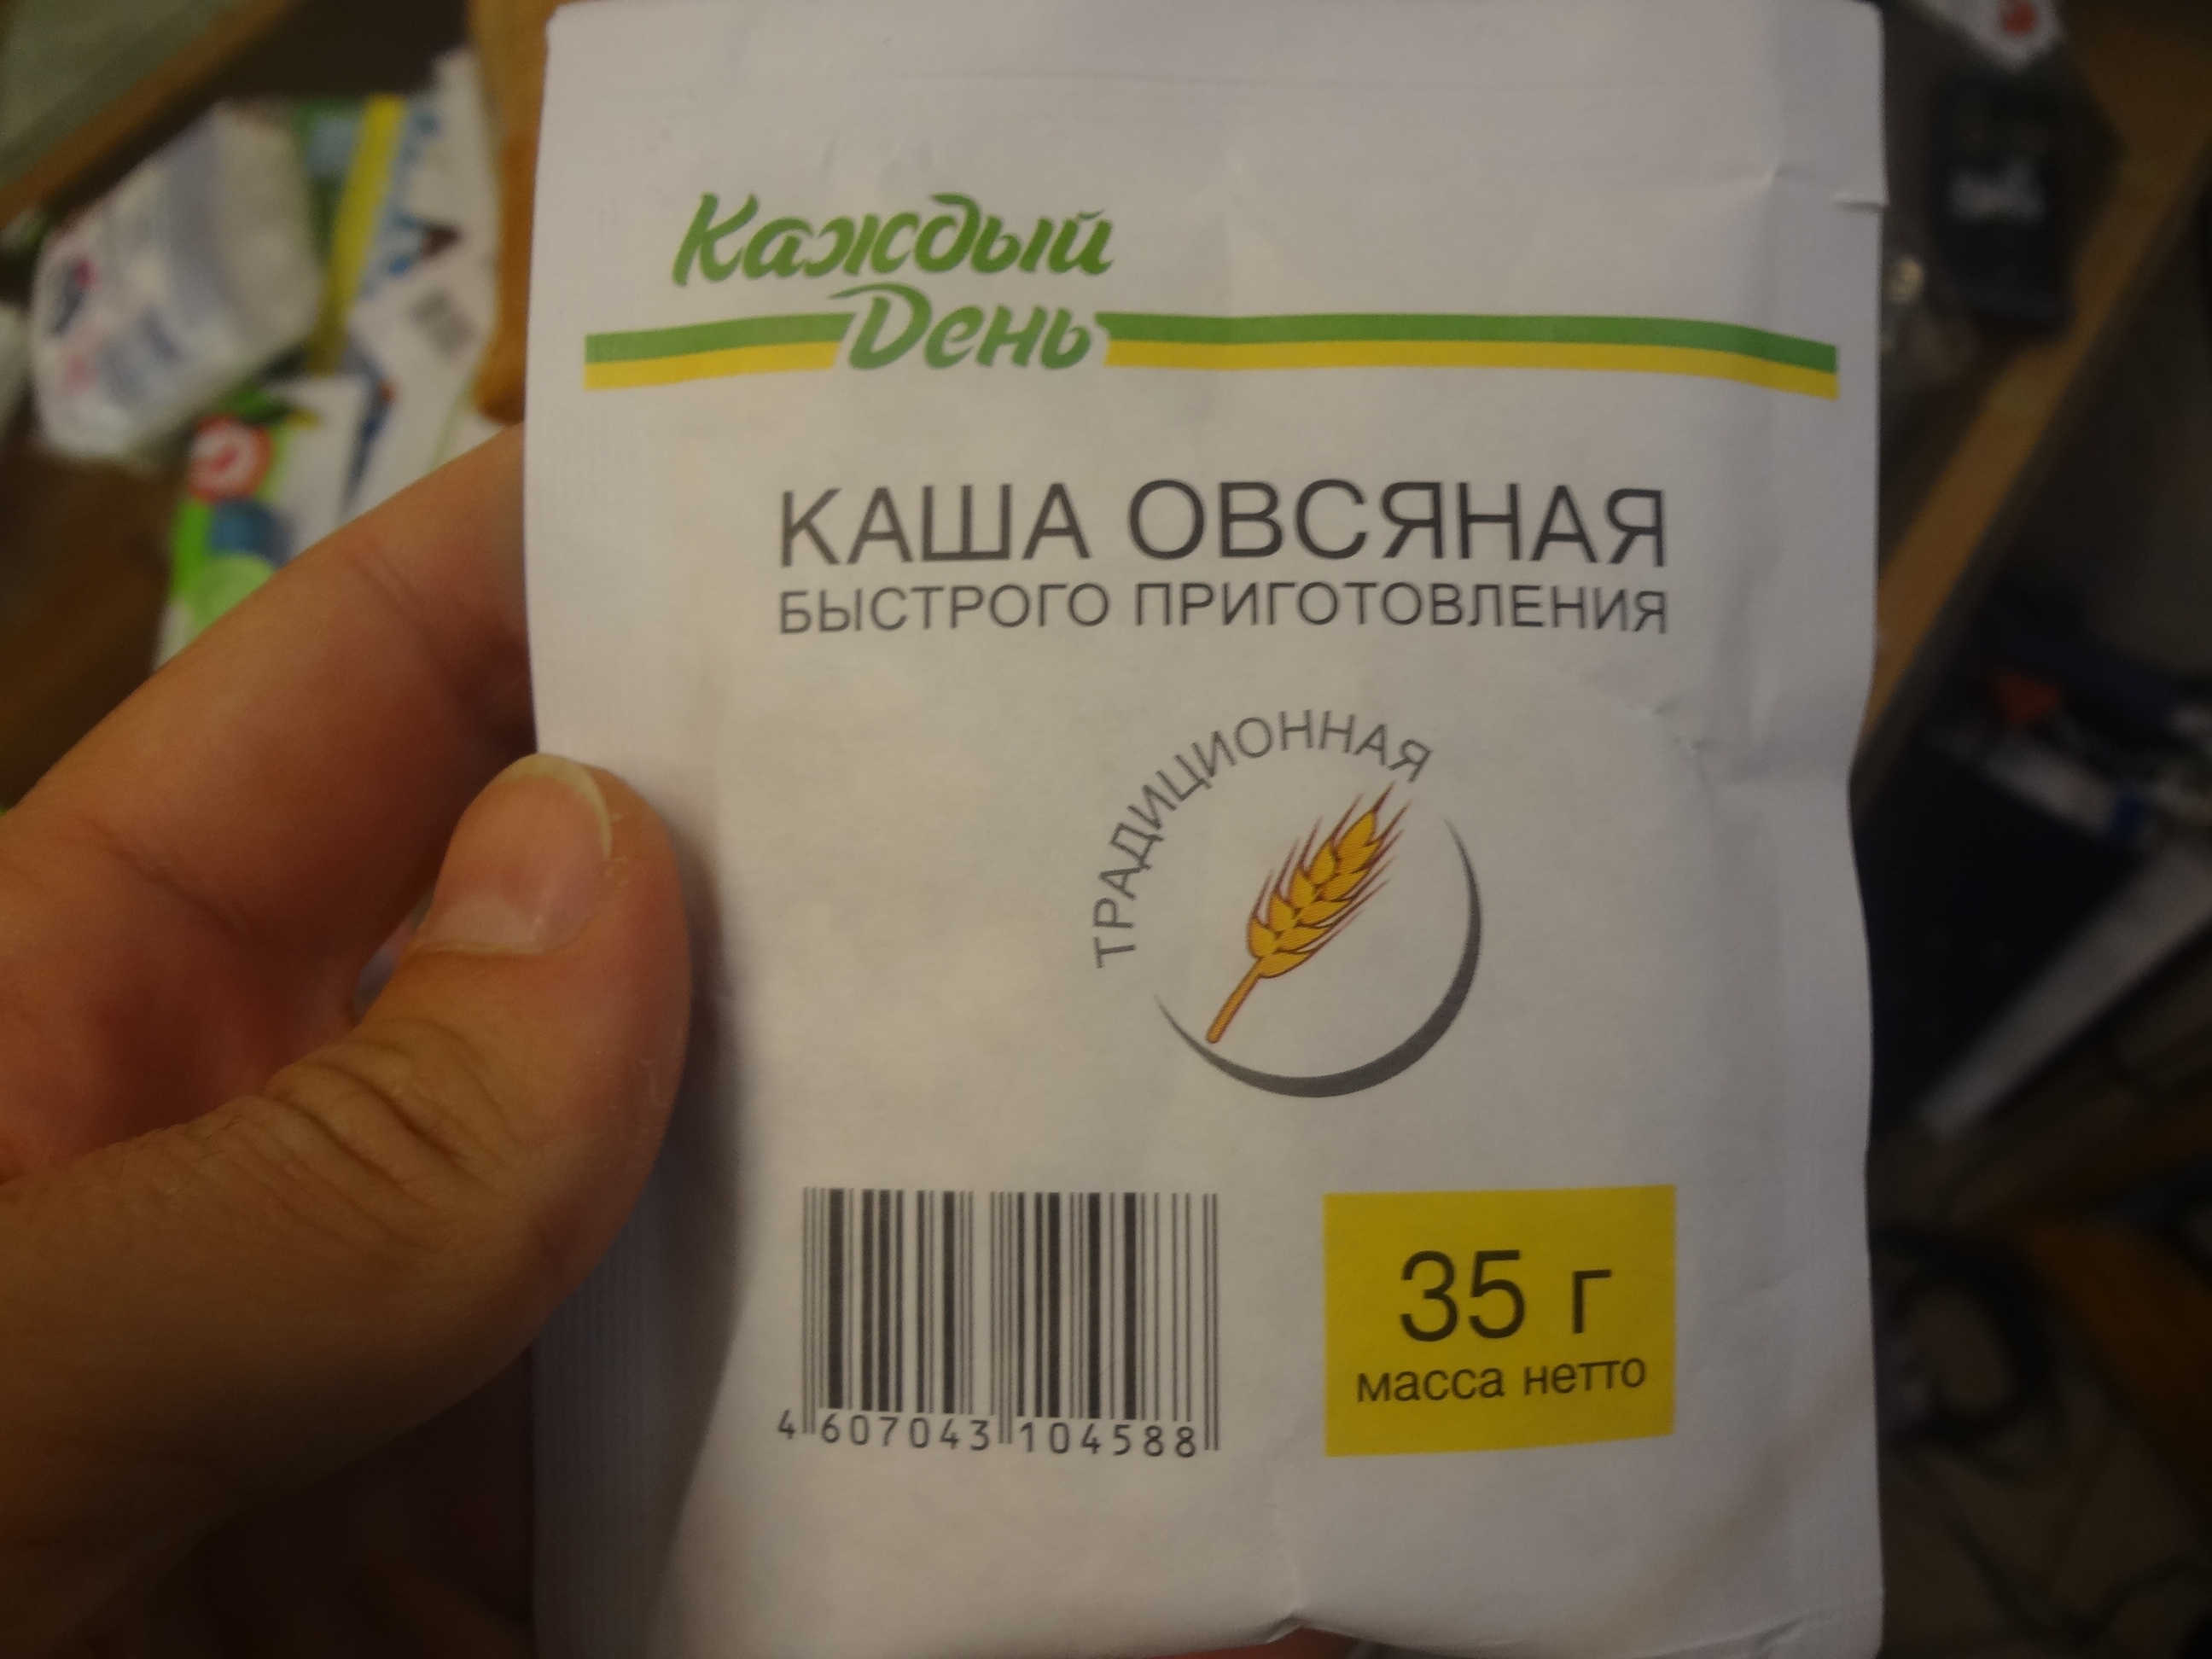 Каждый
День
КАША ОВСЯНАЯ
БЫСТРОГО ПРИГОТОВЛЕНИЯ
ТРАДИЦИОННАЯ
35 г
масса нетто
4 607043 104588